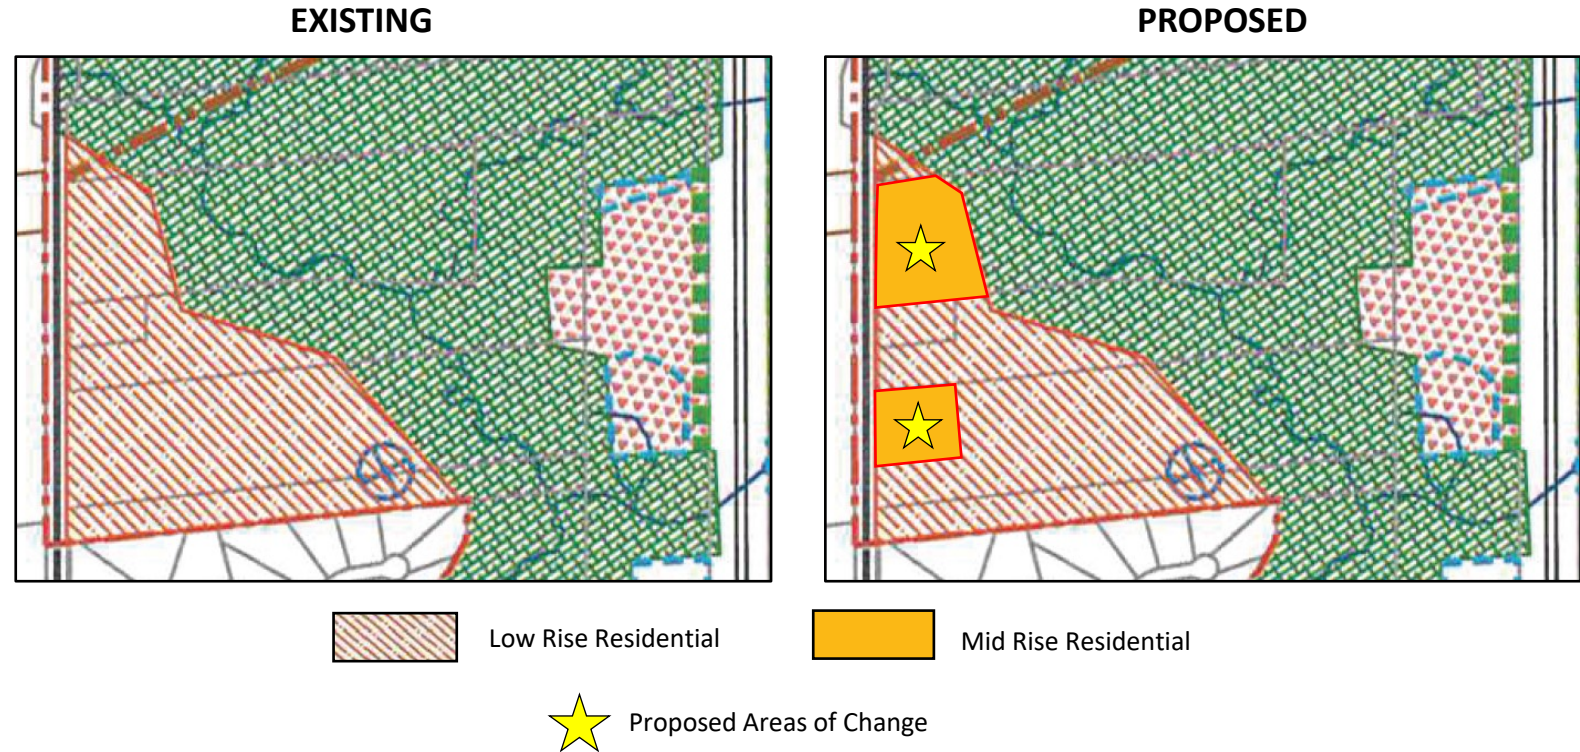 EXISTING
PROPOSED
Low Rise Residential
Mid Rise Residential
Proposed Areas of Change